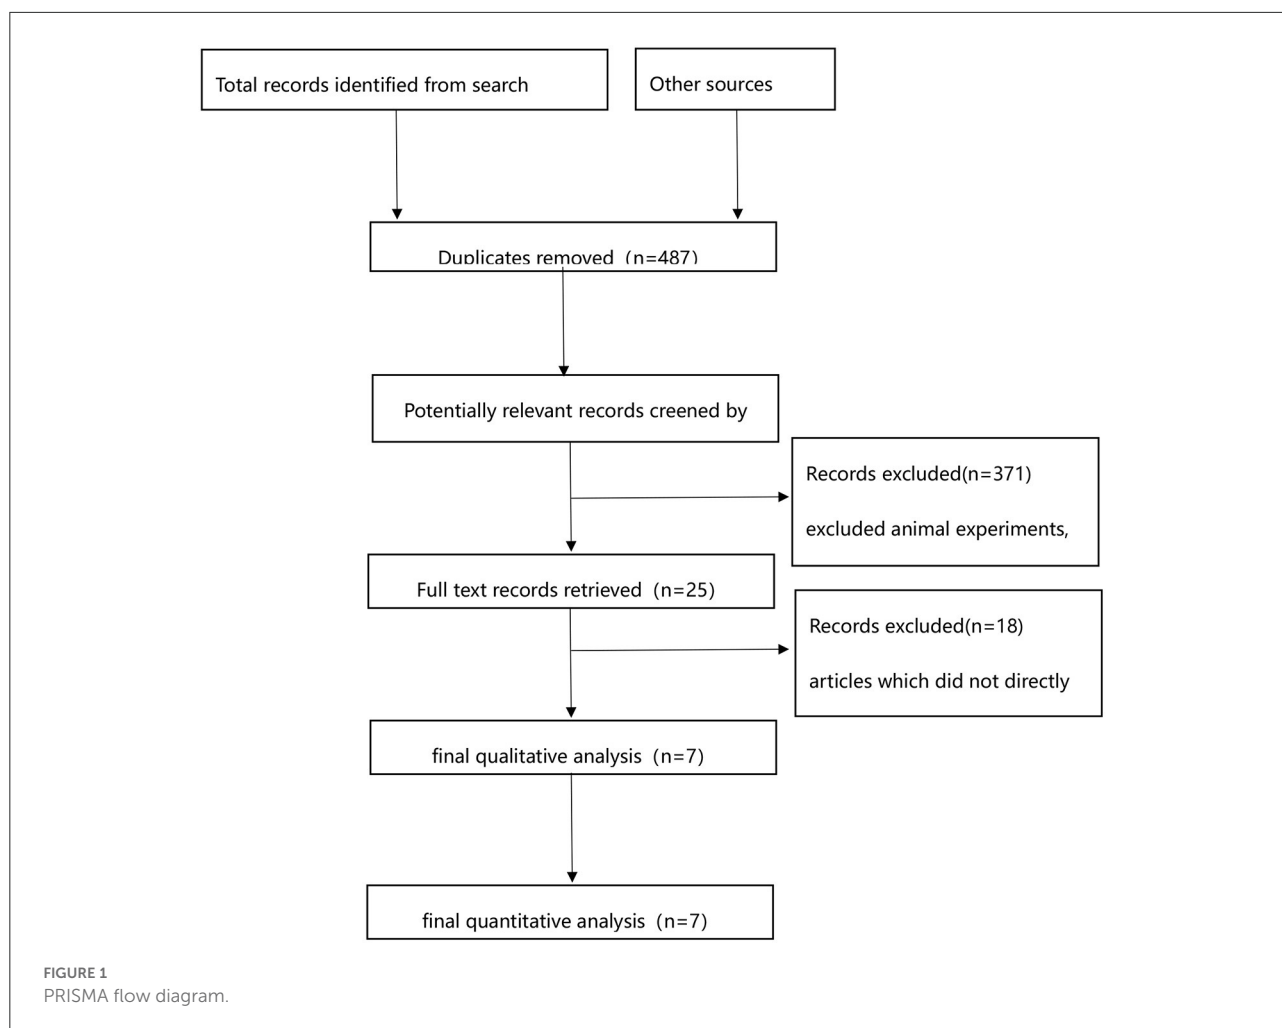 Total records identified from search
Other sources
Duplicates removed (n=487)
Potentially relevant records creened by
Records excluded(n=371)
excluded animal experiments,
Full text records retrieved (n=25)
Records excluded(n=18)
articles which did not directly
final qualitative analysis (n=7)
final quantitative analysis (n=7)
FIGURE 1
PRISMA flow diagram.